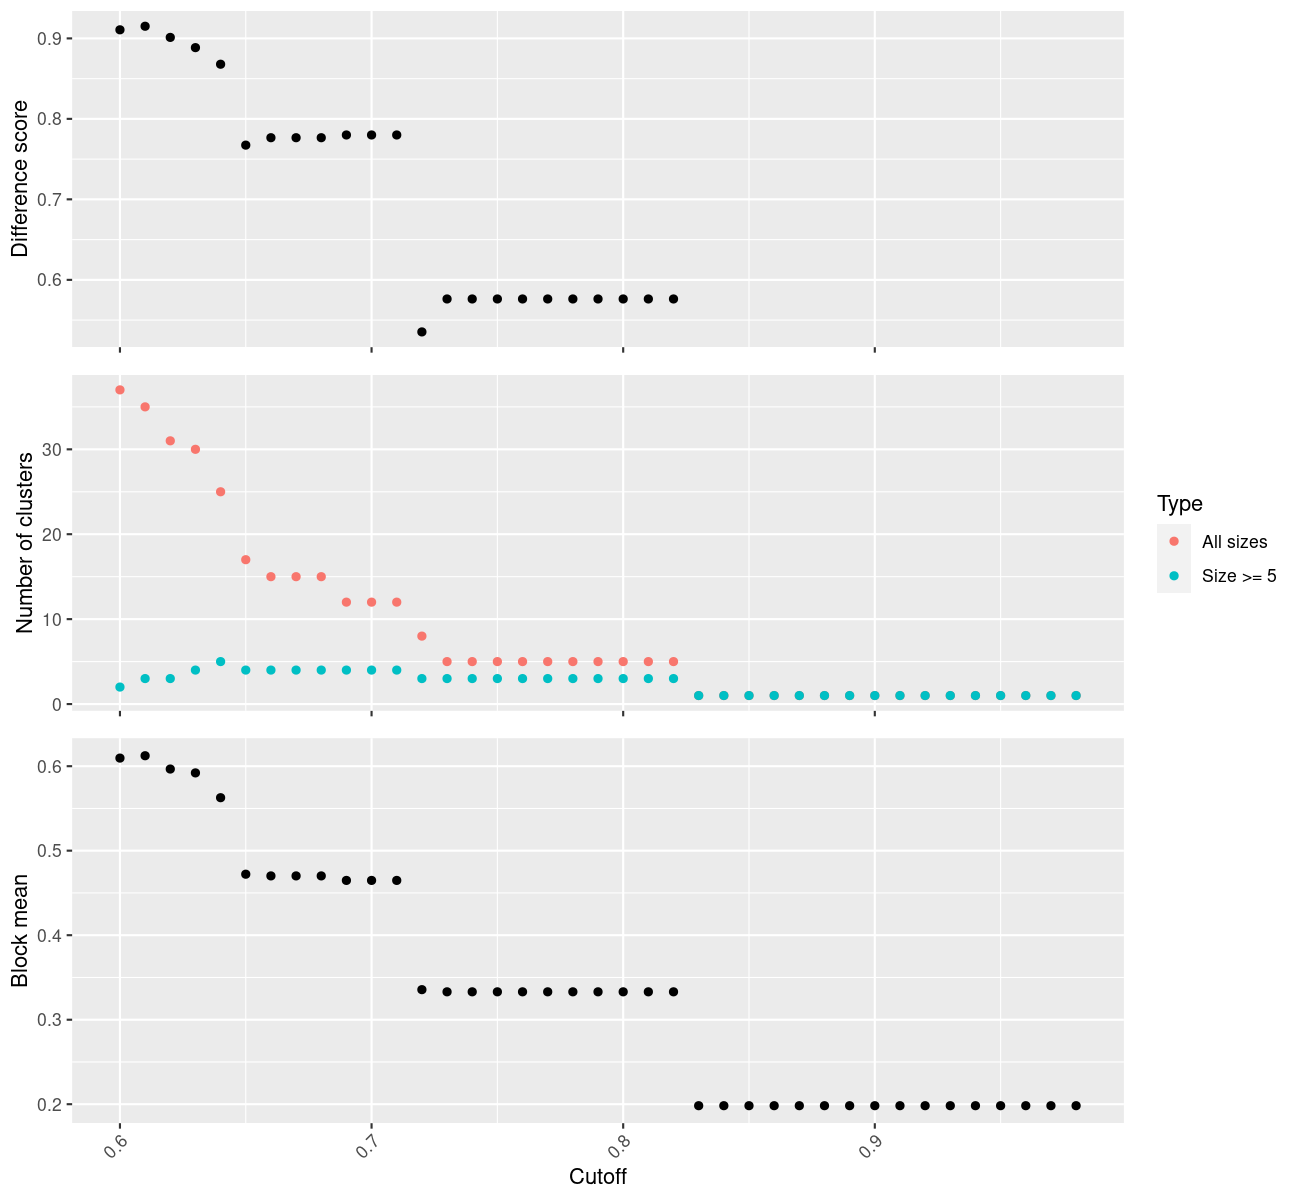 Difference score
0.9
0.8
0.7
0.6
Number of clusters
30
20
10
0
Type
All sizes
Size >= 5
Block mean
0.6
0.5
0.4
0.3
0.2
0.6
0.7
0.8
0.9
Cutoff